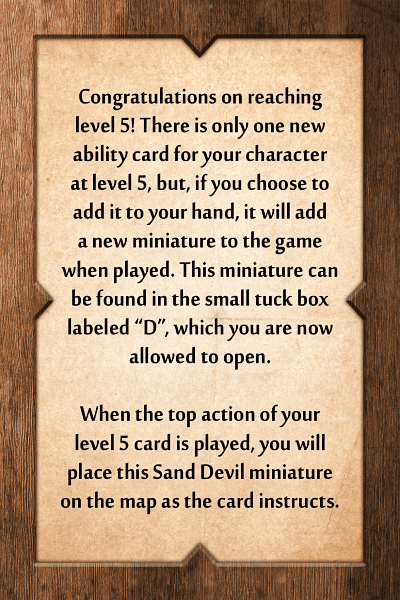 Congratulations on reaching
level 5! There is only one new
ability card for your character
at level 5, but, if you choose to
add it to your hand, it will add
a new miniature to the game
when played. This miniature can
be found in the small tuck box
labeled “D”, which you are now
allowed to open.
When the top action of your
level 5 card is played, you will
place this Sand Devil miniature
on the map as the card instructs.